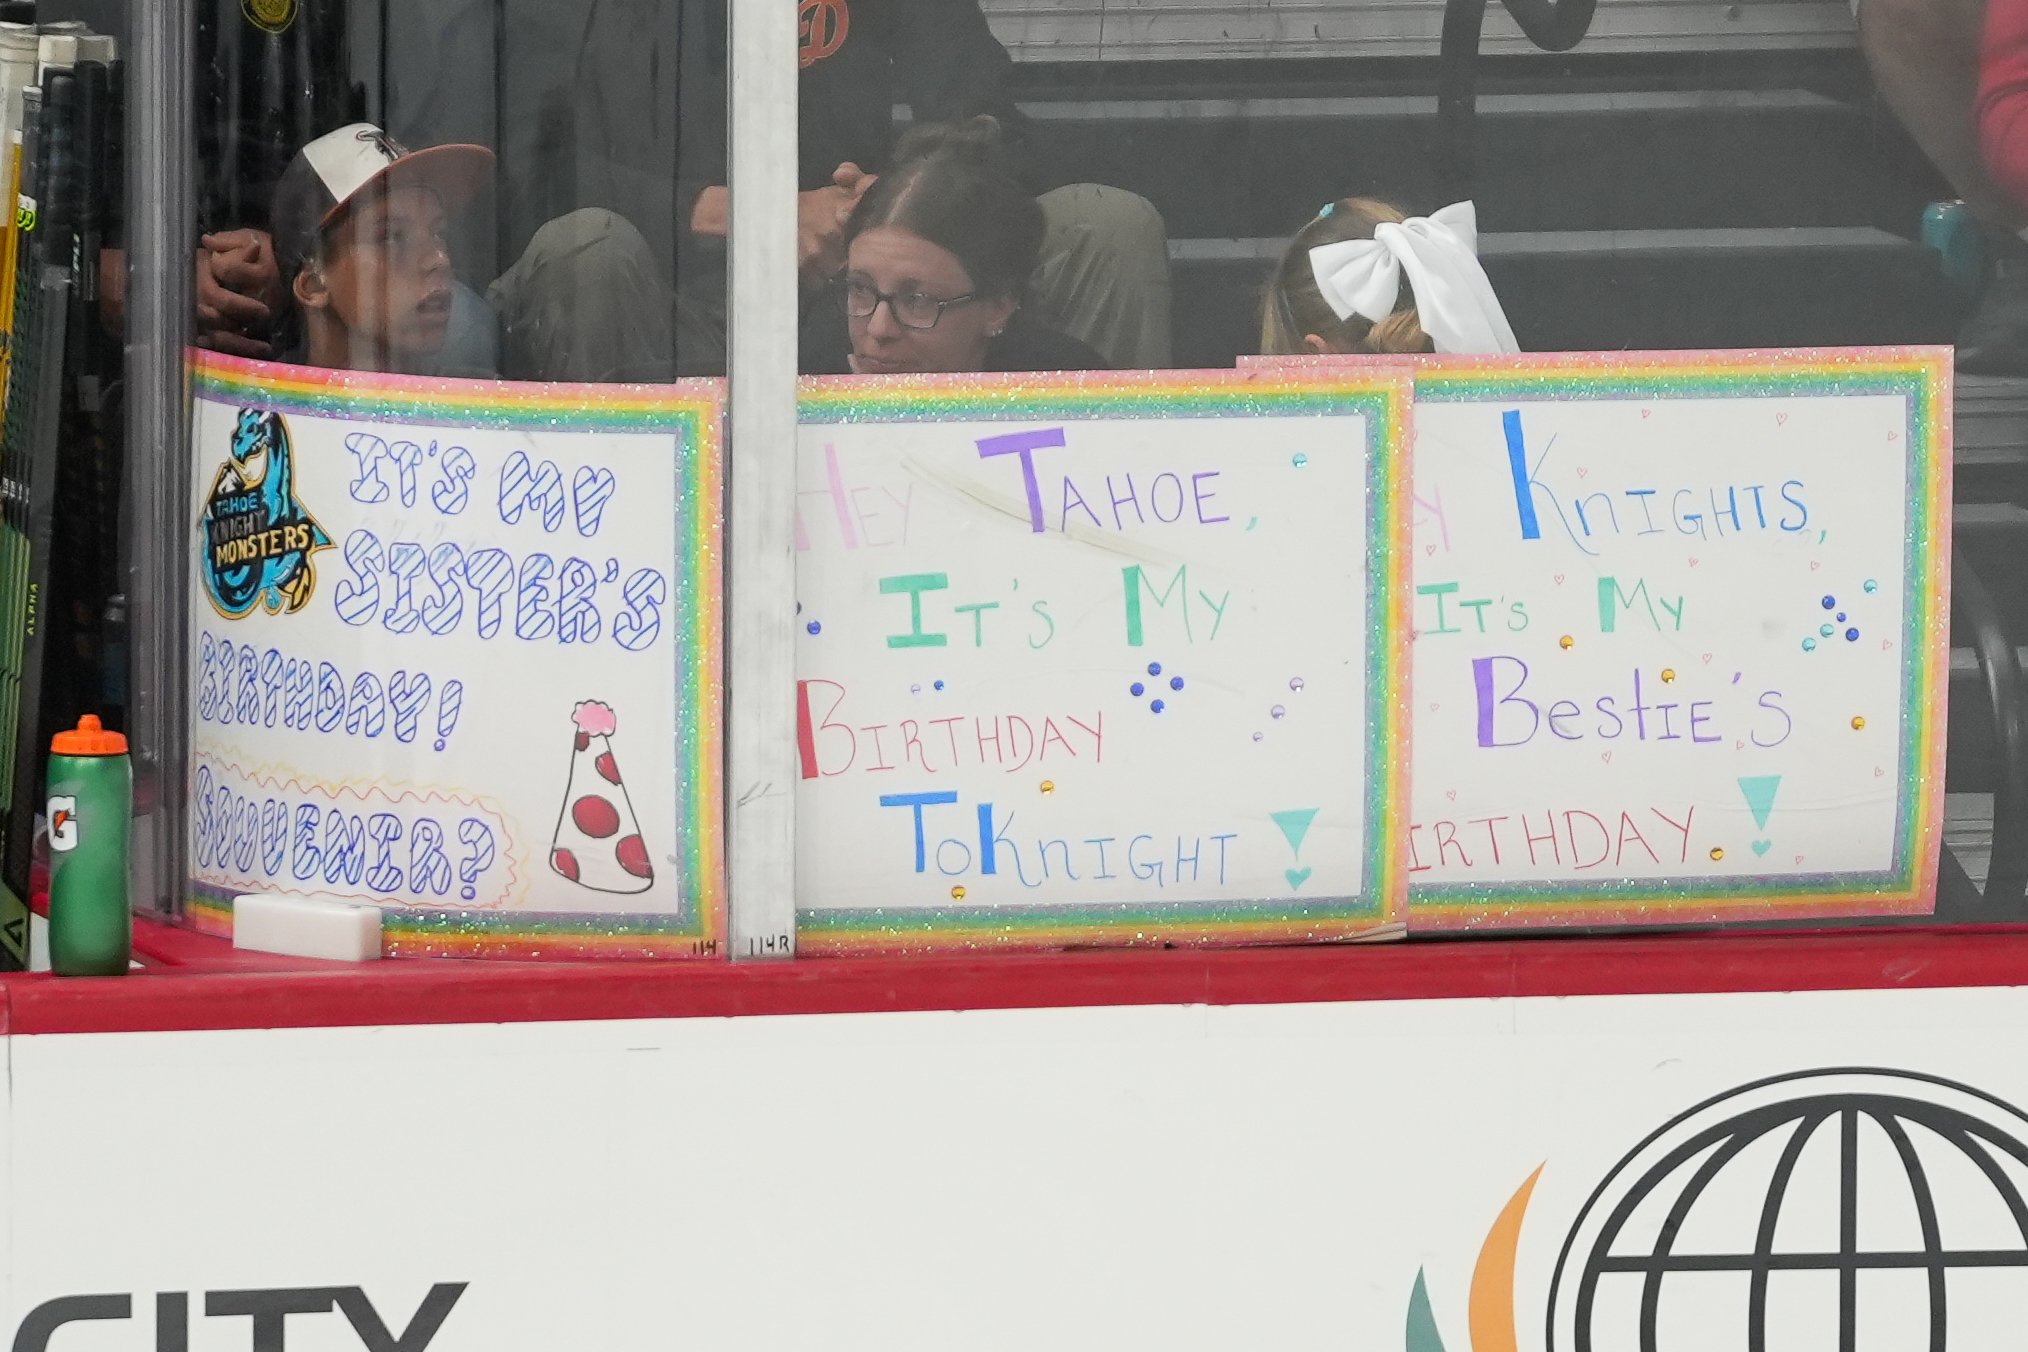 TAHOE
KNIGHT
MONSTERS
IT'S MY
SISTER'S
BIRTHDAY!
SOUVENIR?
114
114R
HEY TAHOE,
IT'S MY
BIRTHDAY
TOKNIGHT!
Y KNIGHTS,
IT'S MY
BESTIE'S
IRTHDAY.!
G
ALPHA
CITY